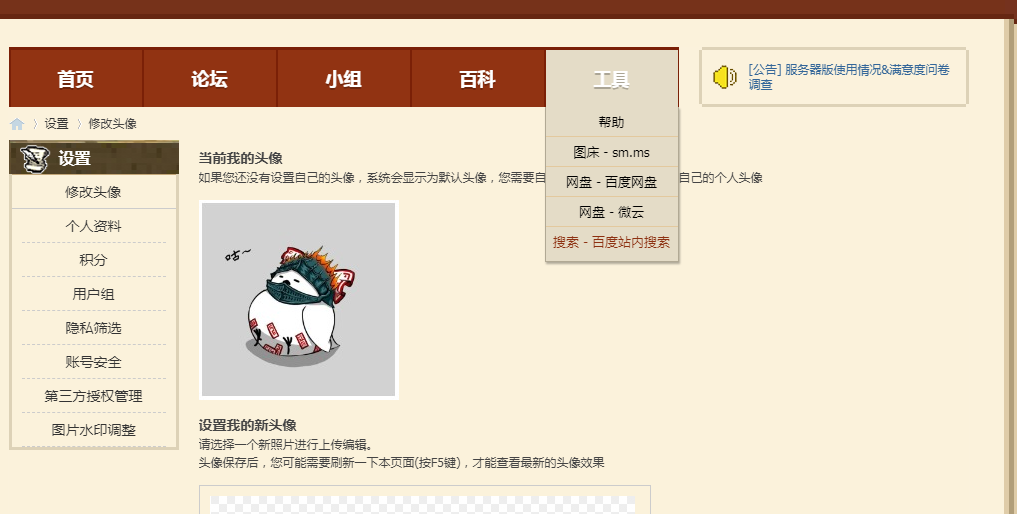 首页
论坛
小组
百科
工具
[公告] 服务器版使用情况&满意度问卷
调查
帮助
图床 - sm.ms
网盘 - 百度网盘
网盘 - 微云
搜索 - 百度站内搜索
设置
修改头像
设置
修改头像
个人资料
积分
用户组
隐私筛选
账号安全
第三方授权管理
图片水印调整
当前我的头像
如果您还没有设置自己的头像，系统会显示为默认头像，您需要自
自己的个人头像
咕~
设置我的新头像
请选择一个新照片进行上传编辑。
头像保存后，您可能需要刷新一下本页面(按F5键)，才能查看最新的头像效果